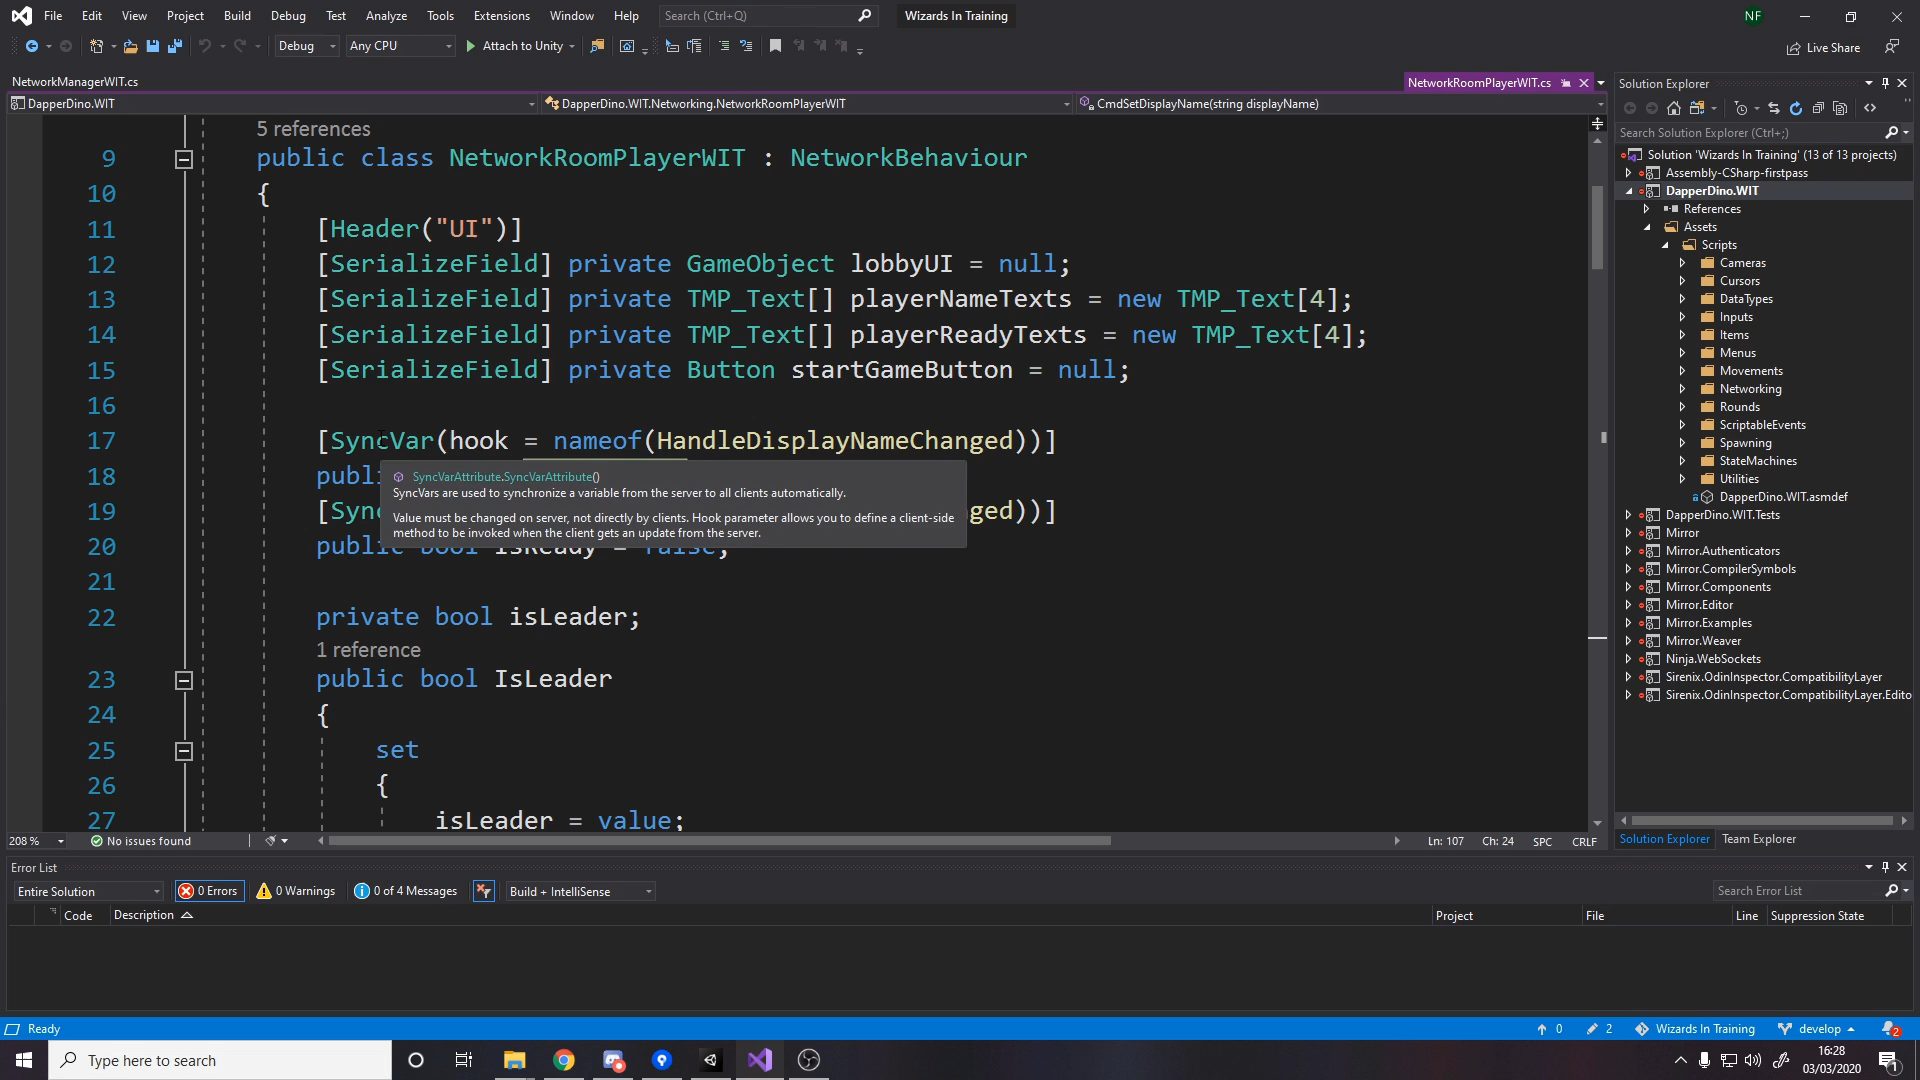 File Edit View Project Build Debug Test Analyze Tools Extensions Window Help Search (Ctrl+Q) Wizards In Training NF
Debug Any CPU Attach to Unity Live Share
NetworkManagerWIT.cs NetworkRoomPlayerWIT.cs
DapperDino.WIT DapperDino.WIT.Networking.NetworkRoomPlayerWIT CmdSetDisplayName(string displayName)
5 references
9 public class NetworkRoomPlayerWIT : NetworkBehaviour
10 {
11 [Header("UI")]
12 [SerializeField] private GameObject lobbyUI = null;
13 [SerializeField] private TMP_Text[] playerNameTexts = new TMP_Text[4];
14 [SerializeField] private TMP_Text[] playerReadyTexts = new TMP_Text[4];
15 [SerializeField] private Button startGameButton = null;
16
17 [SyncVar(hook = nameof(HandleDisplayNameChanged))]
18 publi
SyncVarAttribute.SyncVarAttribute()
SyncVars are used to synchronize a variable from the server to all clients automatically.
19 [Sync ged))]
Value must be changed on server, not directly by clients. Hook parameter allows you to define a client-side
method to be invoked when the client gets an update from the server.
20 public bool IsReady = false;
21
22 private bool isLeader;
1 reference
23 public bool IsLeader
24 {
25 set
26 {
27 isLeader = value;
208 % No issues found Ln: 107 Ch: 24 SPC CRLF
Solution Explorer
Search Solution Explorer (Ctrl+;)
Solution 'Wizards In Training' (13 of 13 projects)
Assembly-CSharp-firstpass
DapperDino.WIT
References
Assets
Scripts
Cameras
Cursors
DataTypes
Inputs
Items
Menus
Movements
Networking
Rounds
ScriptableEvents
Spawning
StateMachines
Utilities
DapperDino.WIT.asmdef
DapperDino.WIT.Tests
Mirror
Mirror.Authenticators
Mirror.CompilerSymbols
Mirror.Components
Mirror.Editor
Mirror.Examples
Mirror.Weaver
Ninja.WebSockets
Sirenix.OdinInspector.CompatibilityLayer
Sirenix.OdinInspector.CompatibilityLayer.Edito
Solution Explorer Team Explorer
Error List
Entire Solution 0 Errors 0 Warnings 0 of 4 Messages Build + IntelliSense Search Error List
Code Description Project File Line Suppression State
Ready 0 2 Wizards In Training develop 2
Type here to search 16:28
03/03/2020 1